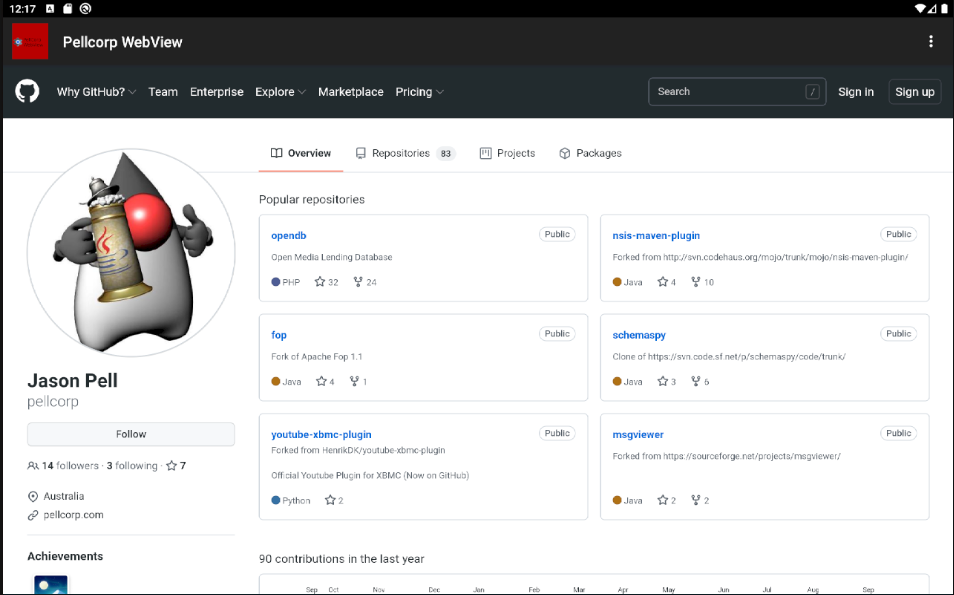 12:17
Pellcorp WebView
Why GitHub? Team Enterprise Explore Marketplace Pricing Search / Sign in Sign up
Overview Repositories 83 Projects Packages
Popular repositories
opendb Public
Open Media Lending Database
PHP 32 24
nsis-maven-plugin Public
Forked from http://svn.codehaus.org/mojo/trunk/mojo/nsis-maven-plugin/
Java 4 10
fop Public
Fork of Apache Fop 1.1
Java 4 1
schemaspy Public
Clone of https://svn.code.sf.net/p/schemaspy/code/trunk/
Java 3 6
youtube-xbmc-plugin Public
Forked from HenrikDK/youtube-xbmc-plugin
Official Youtube Plugin for XBMC (Now on GitHub)
Python 2
msgviewer Public
Forked from https://sourceforge.net/projects/msgviewer/
Java 2 2
Jason Pell
pellcorp
Follow
14 followers · 3 following · 7
Australia
pellcorp.com
Achievements
90 contributions in the last year
Sep Oct Nov Dec Jan Feb Mar Apr May Jun Jul Aug Sep